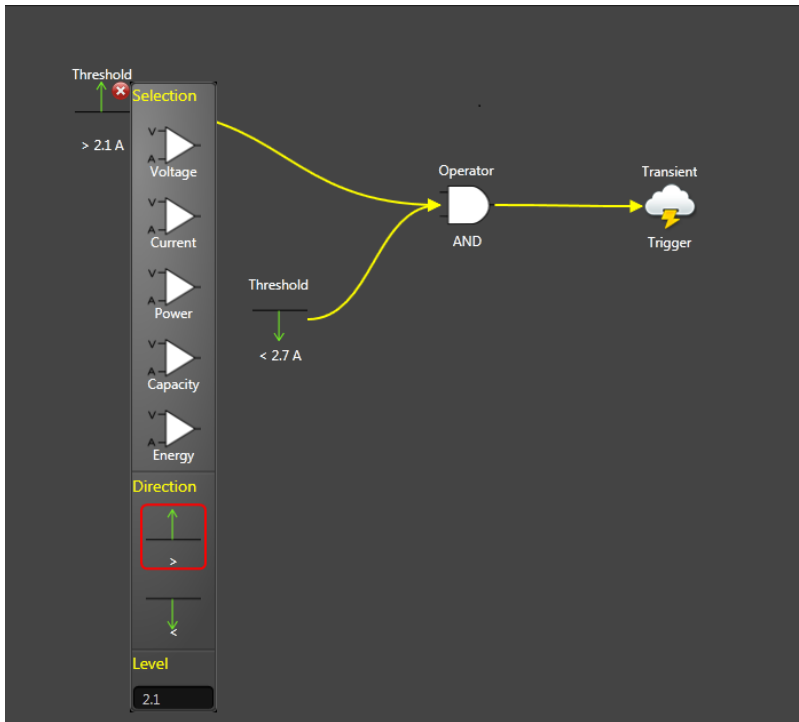 Threshold
> 2.1 A
Selection
V
A
Voltage
V
A
Current
V
A
Power
V
A
Capacity
V
A
Energy
Direction
>
<
Level
2.1
Threshold
< 2.7 A
Operator
AND
Transient
Trigger